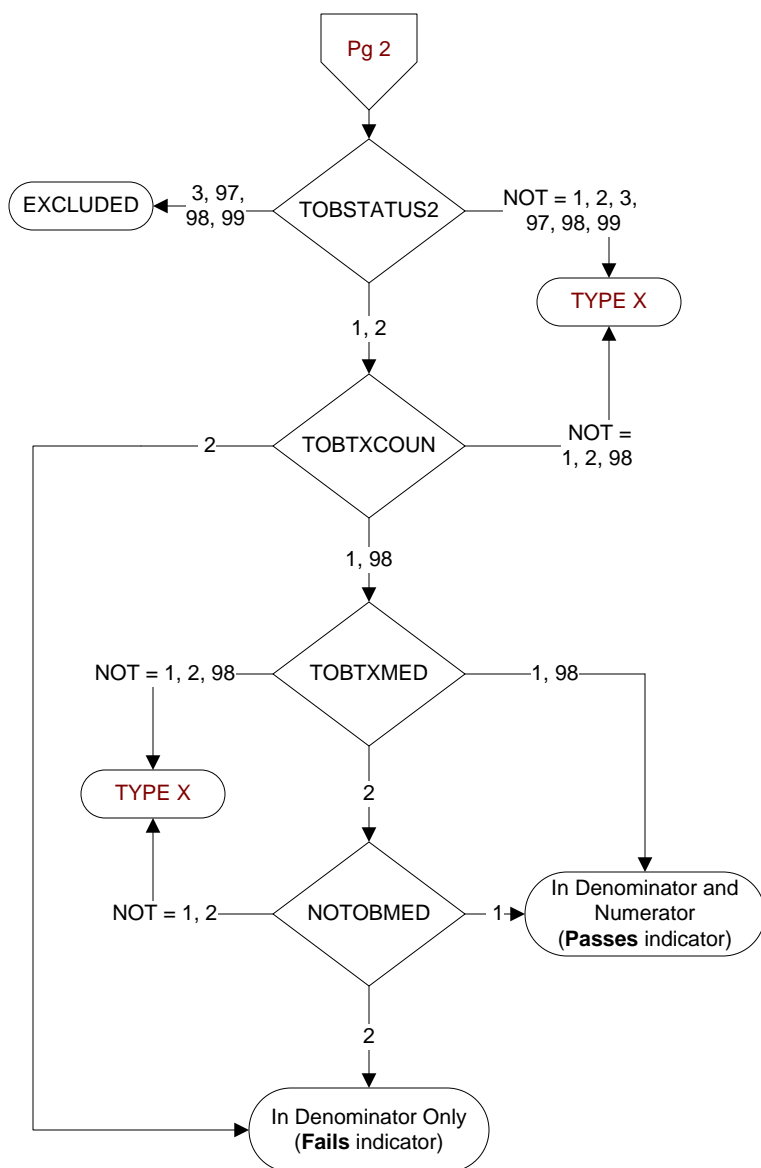 Pg 2
TOBSTATUS2
3, 97,
98, 99
EXCLUDED
NOT = 1, 2, 3,
97, 98, 99
TYPE X
1, 2
TOBTXCOUN
2
NOT =
1, 2, 98
1, 98
TOBTXMED
NOT = 1, 2, 98
1, 98
TYPE X
2
NOTOBMED
NOT = 1, 2
1
In Denominator and
Numerator
(Passes indicator)
2
In Denominator Only
(Fails indicator)